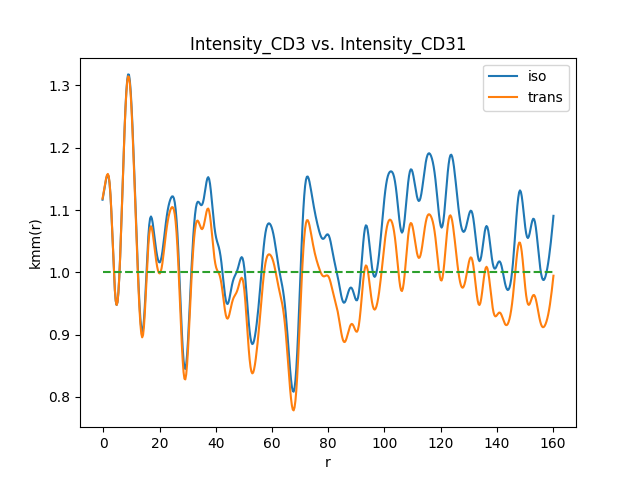 Intensity_CD3 vs. Intensity_CD31
iso
trans
kmm(r)
1.3
1.2
1.1
1.0
0.9
0.8
0 20 40 60 80 100 120 140 160
r